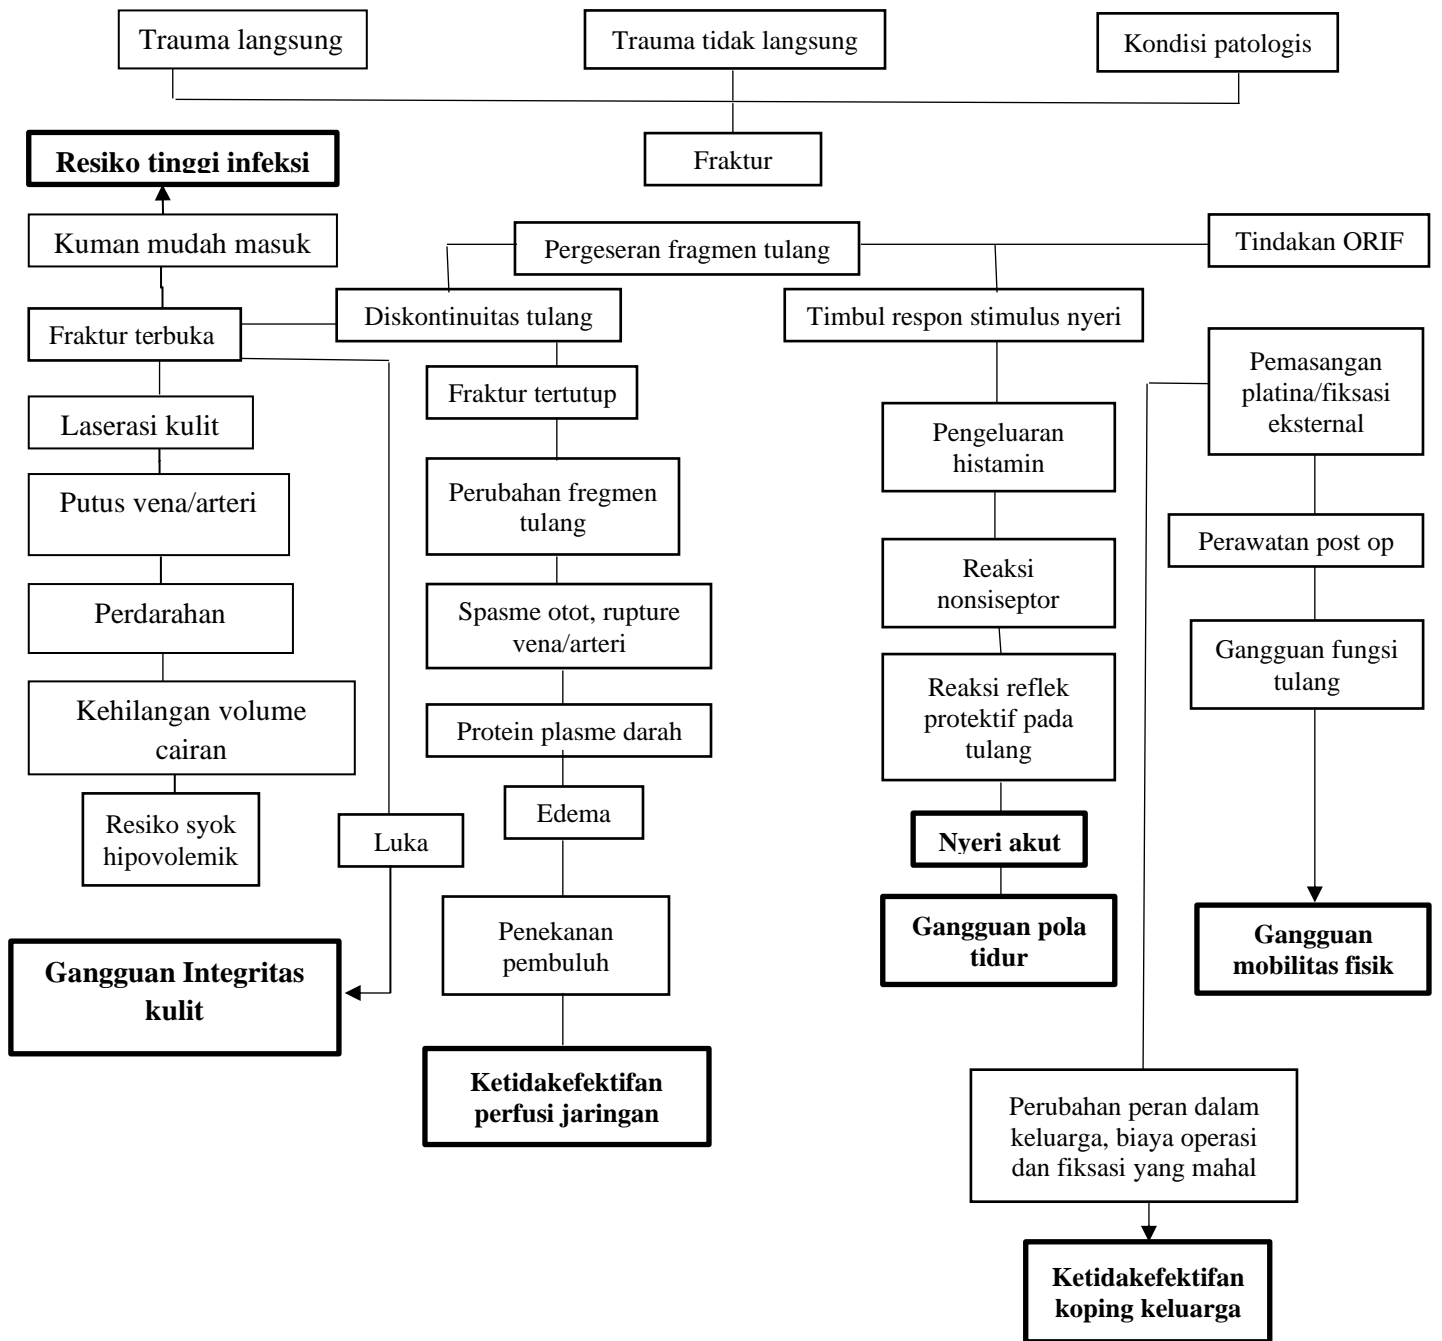 Trauma langsung
Trauma tidak langsung
Kondisi patologis
Resiko tinggi infeksi
Fraktur
Kuman mudah masuk
Pergeseran fragmen tulang
Tindakan ORIF
Fraktur terbuka
Diskontinuitas tulang
Timbul respon stimulus nyeri
Laserasi kulit
Fraktur tertutup
Pengeluaran
histamin
Pemasangan
platina/fiksasi
eksternal
Putus vena/arteri
Perubahan fregmen
tulang
Reaksi
nonsiseptor
Perawatan post op
Perdarahan
Spasme otot, rupture
vena/arteri
Reaksi reflek
protektif pada
tulang
Gangguan fungsi
tulang
Kehilangan volume
cairan
Protein plasme darah
Resiko syok
hipovolemik
Luka
Edema
Nyeri akut
Gangguan pola
tidur
Gangguan
mobilitas fisik
Gangguan Integritas
kulit
Penekanan
pembuluh
Ketidakefektifan
perfusi jaringan
Perubahan peran dalam
keluarga, biaya operasi
dan fiksasi yang mahal
Ketidakefektifan
koping keluarga